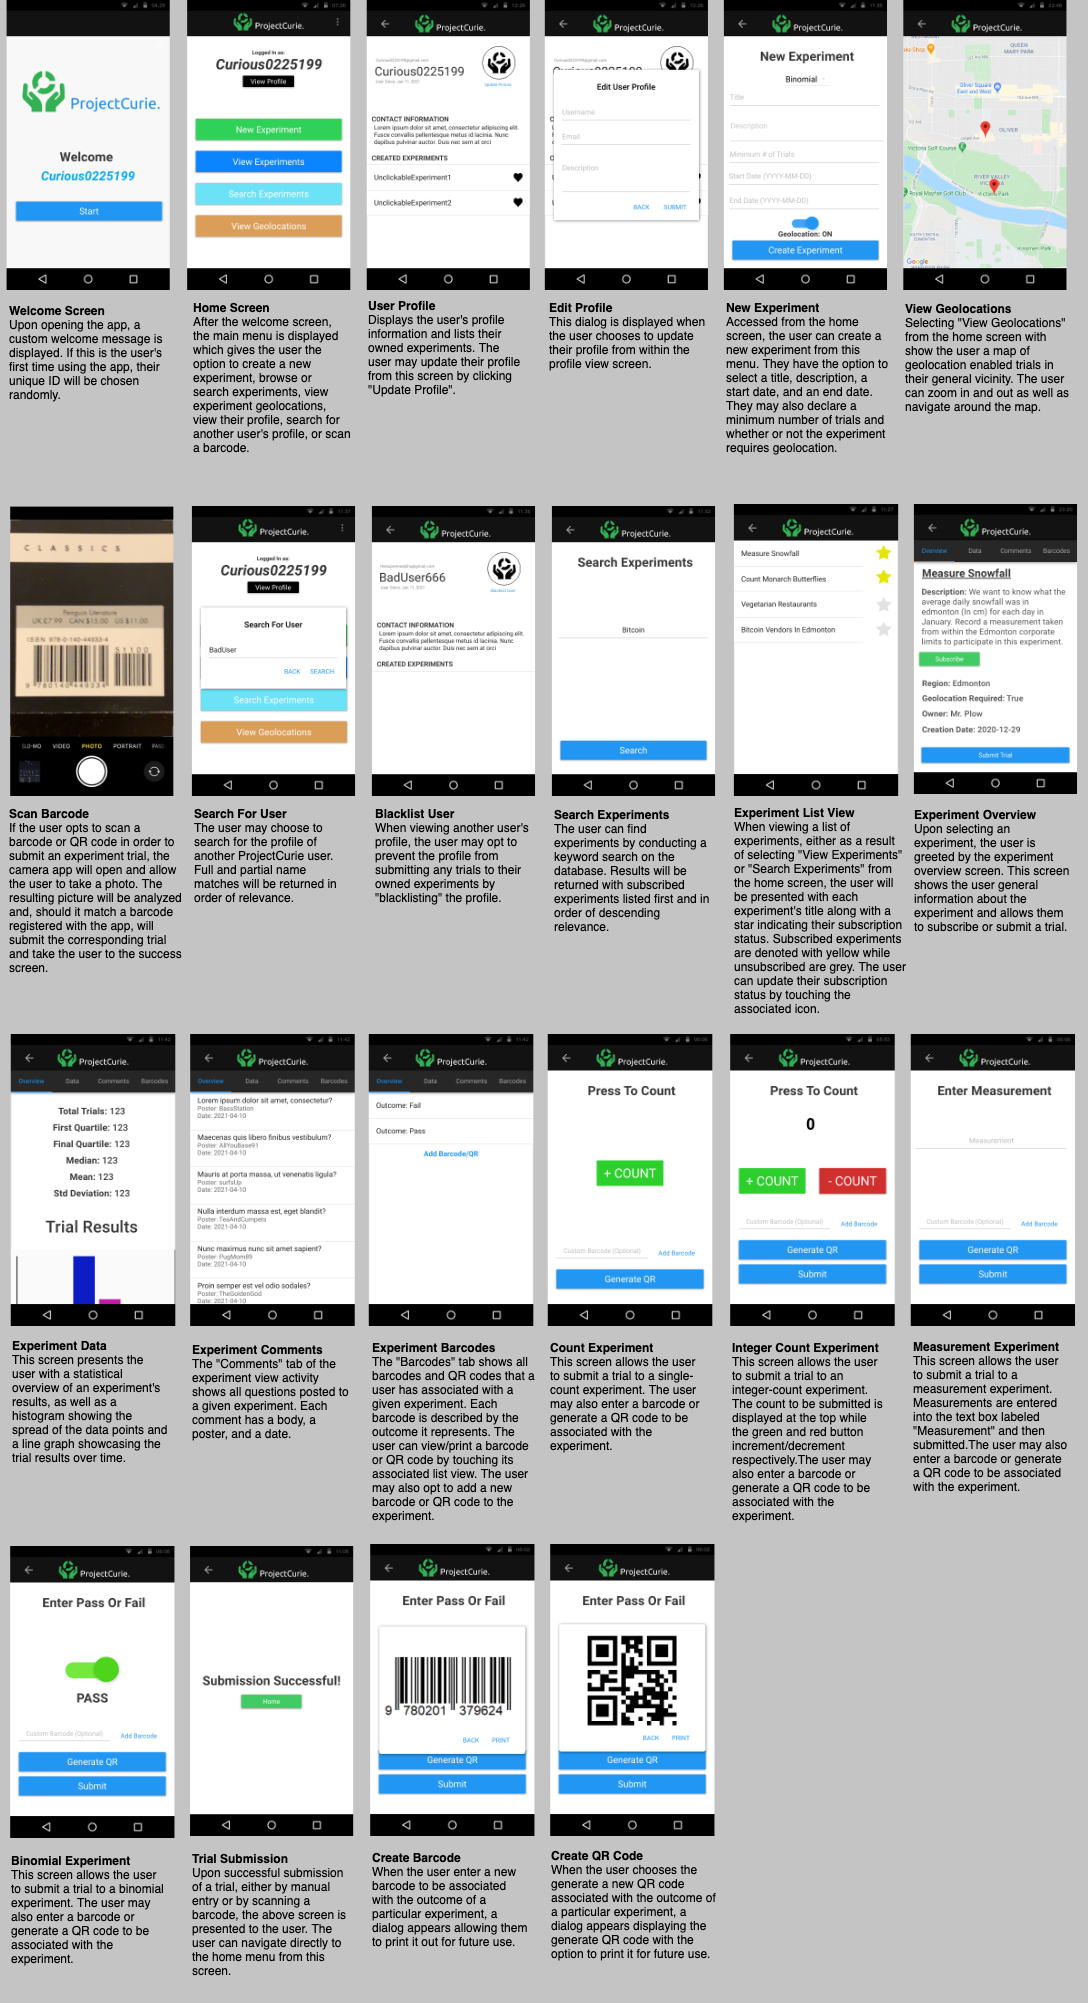 ProjectCurie.
Welcome
Curious0225199
Start
Welcome Screen
Upon opening the app, a
custom welcome message is
displayed. If this is the user's
first time using the app, their
unique ID will be chosen
randomly.
ProjectCurie.
Logged In as:
Curious0225199
View Profile
New Experiment
View Experiments
Search Experiments
View Geolocations
Home Screen
After the welcome screen,
the main menu is displayed
which gives the user the
option to create a new
experiment, browse or
search experiments, view
experiment geolocations,
view their profile, search for
another user's profile, or scan
a barcode.
ProjectCurie.
Curious0225199
Update Picture
CONTACT INFORMATION
Lorem ipsum dolor sit amet, consectetur adipiscing elit.
Fusce convallis pellentesque metus id lacinia. Nunc
dapibus pulvinar auctor. Duis nec sem at orci
CREATED EXPERIMENTS
UnclickableExperiment1
UnclickableExperiment2
User Profile
Displays the user's profile
information and lists their
owned experiments. The
user may update their profile
from this screen by clicking
"Update Profile".
ProjectCurie.
Edit User Profile
Username
Email
Description
BACK SUBMIT
Edit Profile
This dialog is displayed when
the user chooses to update
their profile from within the
profile view screen.
ProjectCurie.
New Experiment
Binomial
Title
Description
Minimum # of Trials
Start Date (YYYY-MM-DD)
End Date (YYYY-MM-DD)
Geolocation: ON
Create Experiment
New Experiment
Accessed from the home
screen, the user can create a
new experiment from this
menu. They have the option to
select a title, description, a
start date, and an end date.
They may also declare a
minimum number of trials and
whether or not the experiment
requires geolocation.
ProjectCurie.
QUEEN
MARY PARK
Oliver Square
East and West
OLIVER
Victoria Golf Course
RIVER VALLEY
Victoria Park
Royal Mayfair Golf Club
Kinsmen Park
Google
View Geolocations
Selecting "View Geolocations"
from the home screen with
show the user a map of
geolocation enabled trials in
their general vicinity. The user
can zoom in and out as well as
navigate around the map.
CLASSICS
Penguin Literature
UK £7.99 CAN $13.00 US $11.00
ISBN 978-0-140-44933-4
51100
9 780140 449334
SLO-MO VIDEO PHOTO PORTRAIT PANO
Scan Barcode
If the user opts to scan a
barcode or QR code in order to
submit an experiment trial, the
camera app will open and allow
the user to take a photo. The
resulting picture will be analyzed
and, should it match a barcode
registered with the app, will
submit the corresponding trial
and take the user to the success
screen.
ProjectCurie.
Logged In as:
Curious0225199
View Profile
Search For User
BadUser
BACK SEARCH
Search Experiments
View Geolocations
Search For User
The user may choose to
search for the profile of
another ProjectCurie user.
Full and partial name
matches will be returned in
order of relevance.
ProjectCurie.
BadUser666
Blacklist User
CONTACT INFORMATION
Lorem ipsum dolor sit amet, consectetur adipiscing elit.
Fusce convallis pellentesque metus id lacinia. Nunc
dapibus pulvinar auctor. Duis nec sem at orci
CREATED EXPERIMENTS
Blacklist User
When viewing another user's
profile, the user may opt to
prevent the profile from
submitting any trials to their
owned experiments by
"blacklisting" the profile.
ProjectCurie.
Search Experiments
Bitcoin
Search
Search Experiments
The user can find
experiments by conducting a
keyword search on the
database. Results will be
returned with subscribed
experiments listed first and in
order of descending
relevance.
ProjectCurie.
Measure Snowfall
Count Monarch Butterflies
Vegetarian Restaurants
Bitcoin Vendors In Edmonton
Experiment List View
When viewing a list of
experiments, either as a result
of selecting "View Experiments"
or "Search Experiments" from
the home screen, the user will
be presented with each
experiment's title along with a
star indicating their subscription
status. Subscribed experiments
are denoted with yellow while
unsubscribed are grey. The user
can update their subscription
status by touching the
associated icon.
ProjectCurie.
Overview Data Comments Barcodes
Measure Snowfall
Description: We want to know what the
average daily snowfall was in
edmonton (In cm) for each day in
January. Record a measurement taken
from within the Edmonton corporate
limits to participate in this experiment.
Subscribe
Region: Edmonton
Geolocation Required: True
Owner: Mr. Plow
Creation Date: 2020-12-29
Submit Trial
Experiment Overview
Upon selecting an
experiment, the user is
greeted by the experiment
overview screen. This screen
shows the user general
information about the
experiment and allows them
to subscribe or submit a trial.
ProjectCurie.
Overview Data Comments Barcodes
Total Trials: 123
First Quartile: 123
Final Quartile: 123
Median: 123
Mean: 123
Std Deviation: 123
Trial Results
Experiment Data
This screen presents the
user with a statistical
overview of an experiment's
results, as well as a
histogram showing the
spread of the data points and
a line graph showcasing the
trial results over time.
ProjectCurie.
Overview Data Comments Barcodes
Lorem ipsum dolor sit amet, consectetur?
Poster: BassStation
Date: 2021-04-10
Maecenas quis libero finibus vestibulum?
Poster: AllYouBase91
Date: 2021-04-10
Mauris at porta massa, ut venenatis ligula?
Poster: surfsUp
Date: 2021-04-10
Nulla interdum massa est, eget blandit?
Poster: TeaAndCumpets
Date: 2021-04-10
Nunc maximus nunc sit amet sapien?
Poster: PugMom89
Date: 2021-04-10
Proin semper est vel odio sodales?
Poster: TheGoldenGod
Date: 2021-04-10
Experiment Comments
The "Comments" tab of the
experiment view activity
shows all questions posted to
a given experiment. Each
comment has a body, a
poster, and a date.
ProjectCurie.
Overview Data Comments Barcodes
Outcome: Fail
Outcome: Pass
Add Barcode/QR
Experiment Barcodes
The "Barcodes" tab shows all
barcodes and QR codes that a
user has associated with a
given experiment. Each
barcode is described by the
outcome it represents. The
user can view/print a barcode
or QR code by touching its
associated list view. The user
may also opt to add a new
barcode or QR code to the
experiment.
ProjectCurie.
Press To Count
+ COUNT
Custom Barcode (Optional) Add Barcode
Generate QR
Count Experiment
This screen allows the user
to submit a trial to a single-
count experiment. The user
may also enter a barcode or
generate a QR code to be
associated with the
experiment.
ProjectCurie.
Press To Count
0
+ COUNT - COUNT
Custom Barcode (Optional) Add Barcode
Generate QR
Submit
Integer Count Experiment
This screen allows the user
to submit a trial to an
integer-count experiment.
The count to be submitted is
displayed at the top while
the green and red button
increment/decrement
respectively.The user may
also enter a barcode or
generate a QR code to be
associated with the
experiment.
ProjectCurie.
Enter Measurement
Measurement
Custom Barcode (Optional) Add Barcode
Generate QR
Submit
Measurement Experiment
This screen allows the user
to submit a trial to a
measurement experiment.
Measurements are entered
into the text box labeled
"Measurement" and then
submitted.The user may also
enter a barcode or generate
a QR code to be associated
with the experiment.
ProjectCurie.
Enter Pass Or Fail
PASS
Custom Barcode (Optional) Add Barcode
Generate QR
Submit
Binomial Experiment
This screen allows the user
to submit a trial to a binomial
experiment. The user may
also enter a barcode or
generate a QR code to be
associated with the
experiment.
ProjectCurie.
Submission Successful!
Home
Trial Submission
Upon successful submission
of a trial, either by manual
entry or by scanning a
barcode, the above screen is
presented to the user. The
user can navigate directly to
the home menu from this
screen.
ProjectCurie.
Enter Pass Or Fail
9 780201 379624
BACK PRINT
Generate QR
Submit
Create Barcode
When the user enter a new
barcode to be associated
with the outcome of a
particular experiment, a
dialog appears allowing them
to print it out for future use.
ProjectCurie.
Enter Pass Or Fail
BACK PRINT
Generate QR
Submit
Create QR Code
When the user chooses the
generate a new QR code
associated with the outcome of
a particular experiment, a
dialog appears displaying the
generate QR code with the
option to print it for future use.